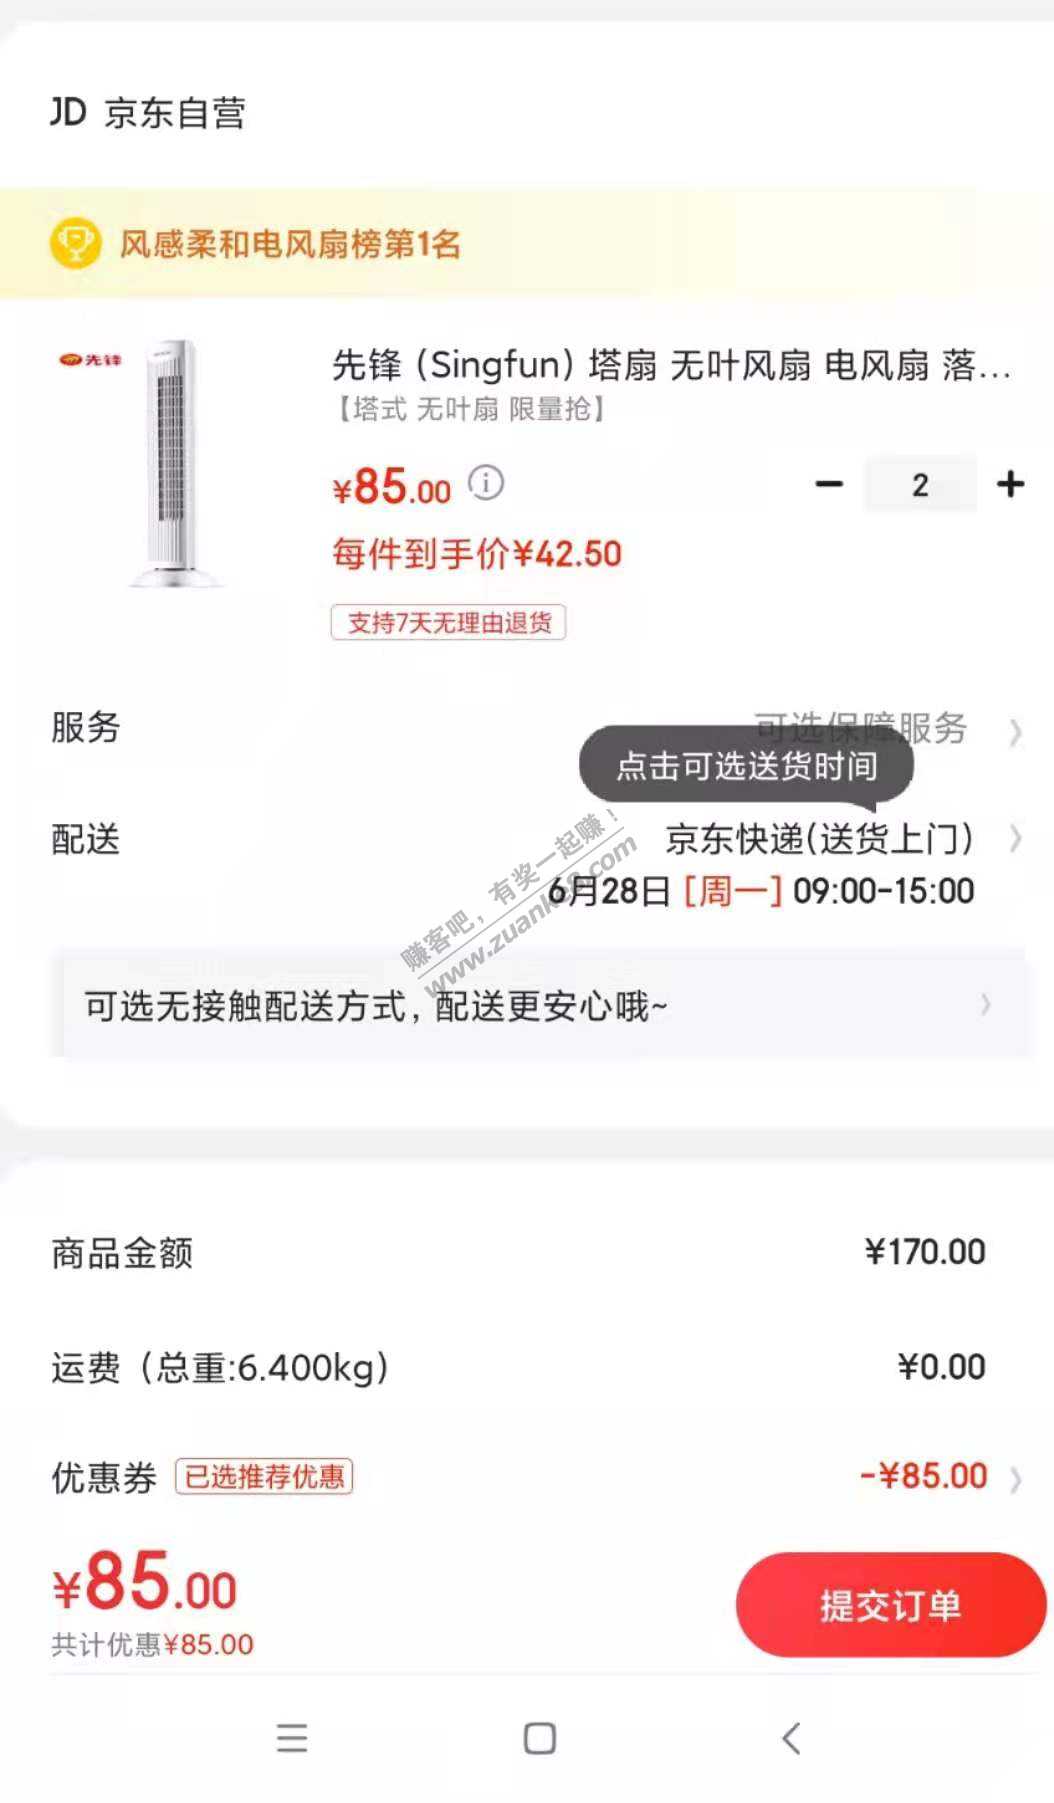 JD 京东自营
风感柔和电风扇榜第1名
先锋
先锋（Singfun）塔扇 无叶风扇 电风扇 落...
【塔式 无叶扇 限量抢】
¥85.00
2
每件到手价¥42.50
支持7天无理由退货
服务
可选保障服务
点击可选送货时间
配送
京东快递(送货上门)
6月28日 [周一] 09:00-15:00
赚客吧，有奖一起赚！
www.zuanke8.com
可选无接触配送方式，配送更安心哦~
商品金额
¥170.00
运费（总重:6.400kg）
¥0.00
优惠券 已选推荐优惠
-¥85.00
¥85.00
共计优惠¥85.00
提交订单